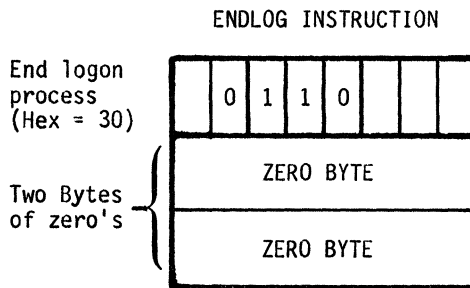 ENDLOG INSTRUCTION
End logon
process
(Hex = 30)
0 1 1 0
ZERO BYTE
Two Bytes
of zero's
ZERO BYTE